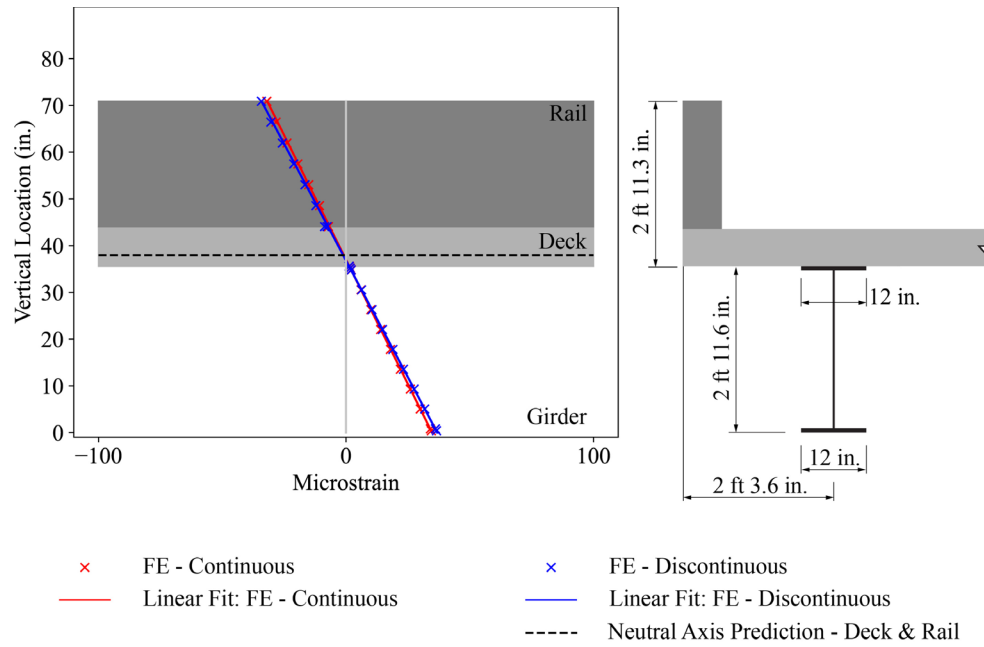 80
70
60
50
40
30
20
10
0
Vertical Location (in.)
Rail
Deck
Girder
−100
0
100
Microstrain
2 ft 11.3 in.
2 ft 11.6 in.
12 in.
12 in.
2 ft 3.6 in.
FE - Continuous
Linear Fit: FE - Continuous
FE - Discontinuous
Linear Fit: FE - Discontinuous
Neutral Axis Prediction - Deck & Rail